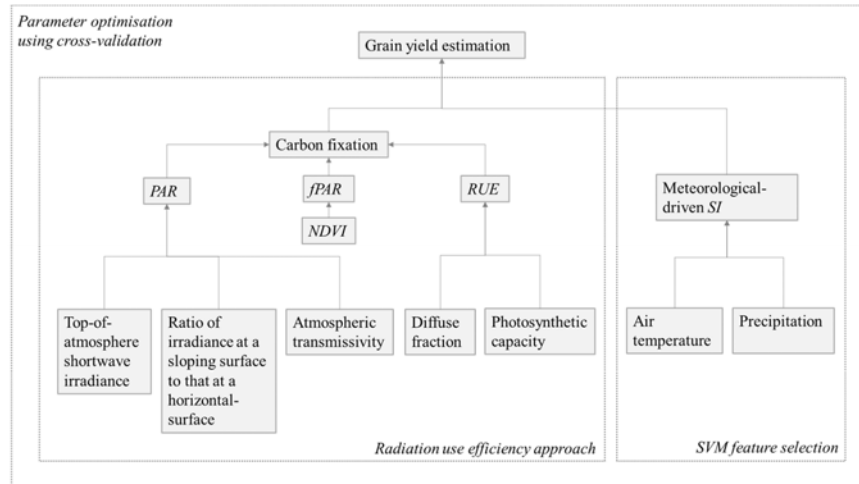 Parameter optimisation
using cross-validation
Grain yield estimation
Carbon fixation
PAR
fPAR
RUE
Meteorological-
driven SI
NDVI
Top-of-
atmosphere
shortwave
irradiance
Ratio of
irradiance at a
sloping surface
to that at a
horizontal-
surface
Atmospheric
transmissivity
Diffuse
fraction
Photosynthetic
capacity
Air
temperature
Precipitation
Radiation use efficiency approach
SVM feature selection